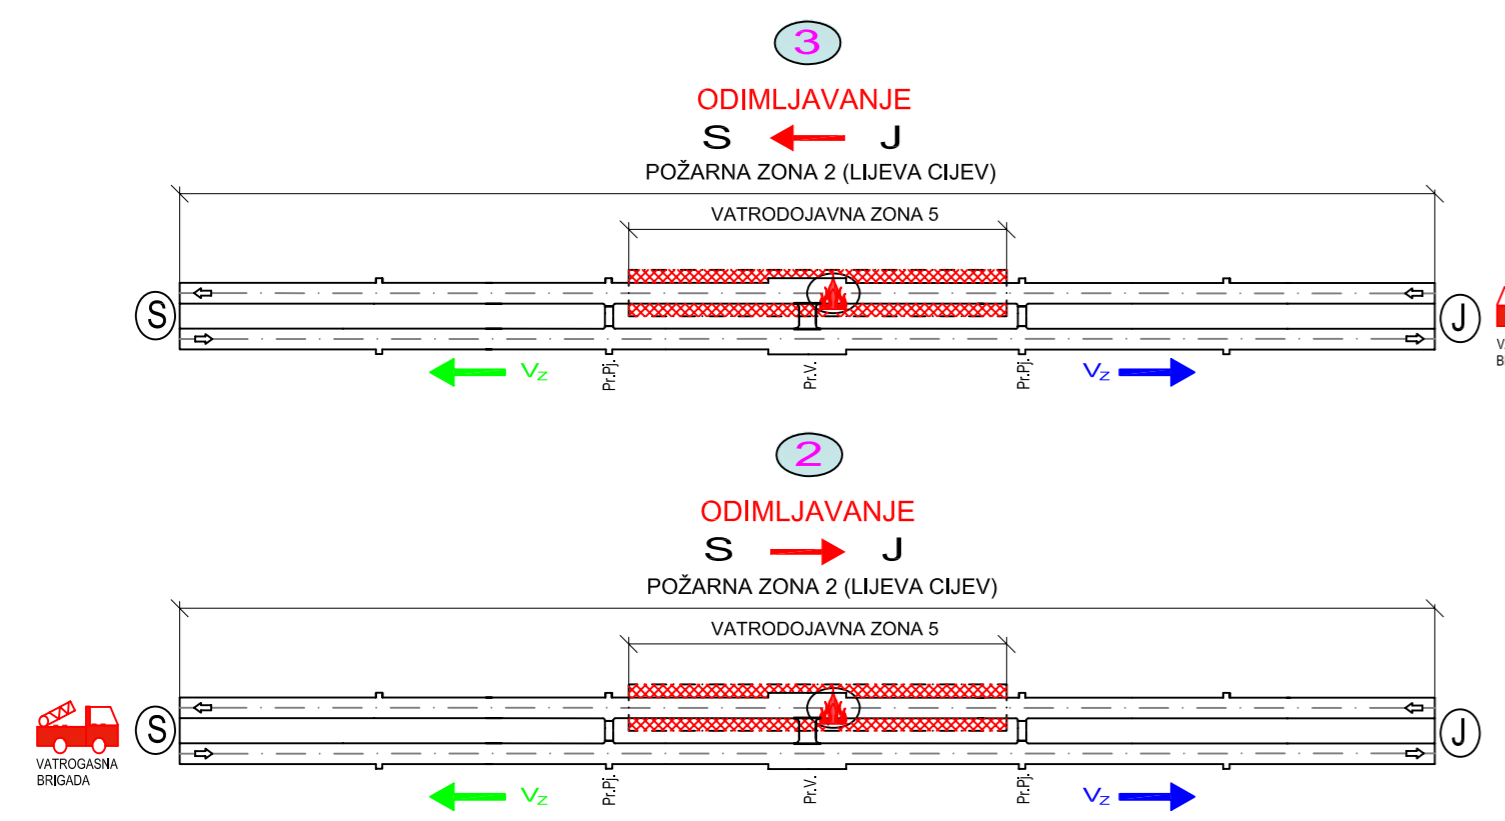 3
ODIMLJAVANJE
S J
POŽARNA ZONA 2 (LIJEVA CIJEV)
VATRODOJAVNA ZONA 5
S J
Vz Pr.Pj. Pr.V. Pr.Pj. Vz
2
ODIMLJAVANJE
S J
POŽARNA ZONA 2 (LIJEVA CIJEV)
VATRODOJAVNA ZONA 5
S J
VATROGASNA
BRIGADA
Vz Pr.Pj. Pr.V. Pr.Pj. Vz